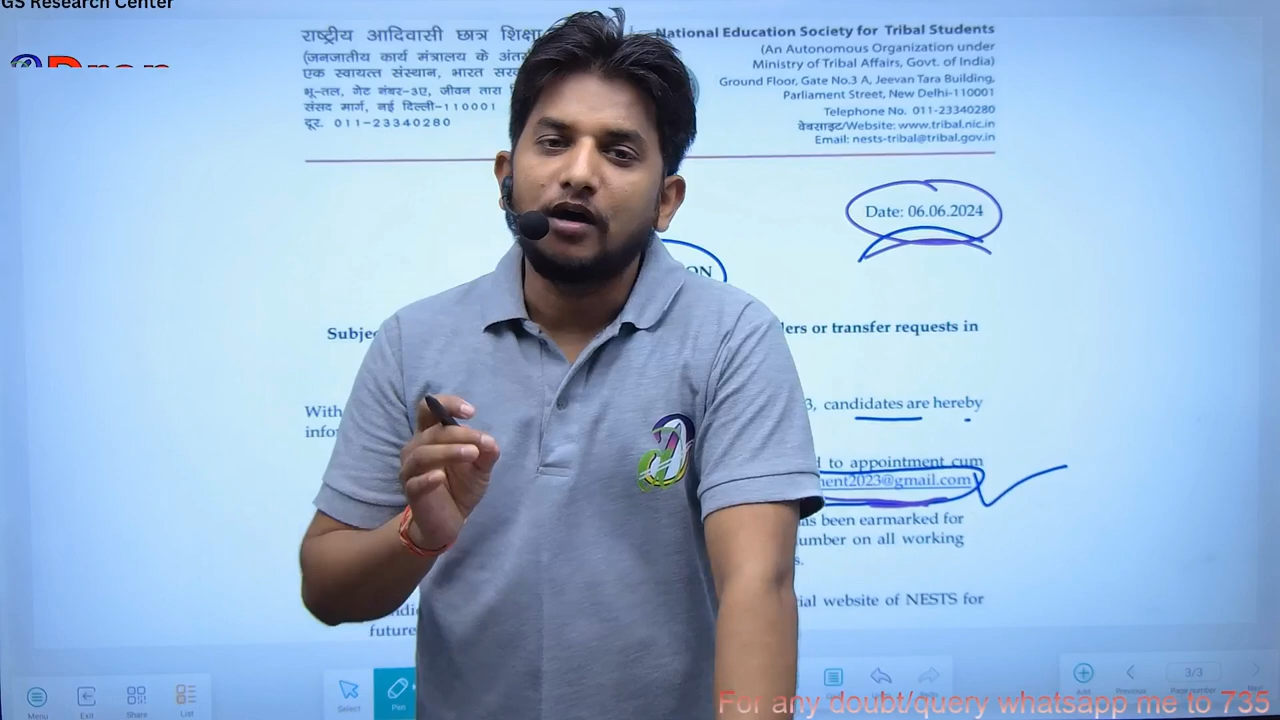 GS Research Center
राष्ट्रीय आदिवासी छात्र शिक्षा
(जनजातीय कार्य मंत्रालय के
एक स्वायत्त संस्थान, भारत
भू-तल, गेट नंबर-3ए, जीवन तारा
संसद मार्ग, नई दिल्ली-110001
दूर. 011-23340280
National Education Society for Tribal Students
(An Autonomous Organization under
Ministry of Tribal Affairs, Govt. of India)
Ground Floor, Gate No.3 A, Jeevan Tara Building,
Parliament Street, New Delhi-110001
Telephone No. 011-23340280
वेबसाइट/Website: www.tribal.nic.in
Email: nests-tribal@tribal.gov.in
Date: 06.06.2024
ON
Subje
or transfer requests in
With
3, candidates are hereby
info
to appointment cum
ment2023@gmail.com
has been earmarked for
umber on all working
ial website of NESTS for
future
Menu
Exit
Share
List
Select
Pen
Add
Previous
3/3
Page number
Next
For any doubt/query whatsapp me to 735